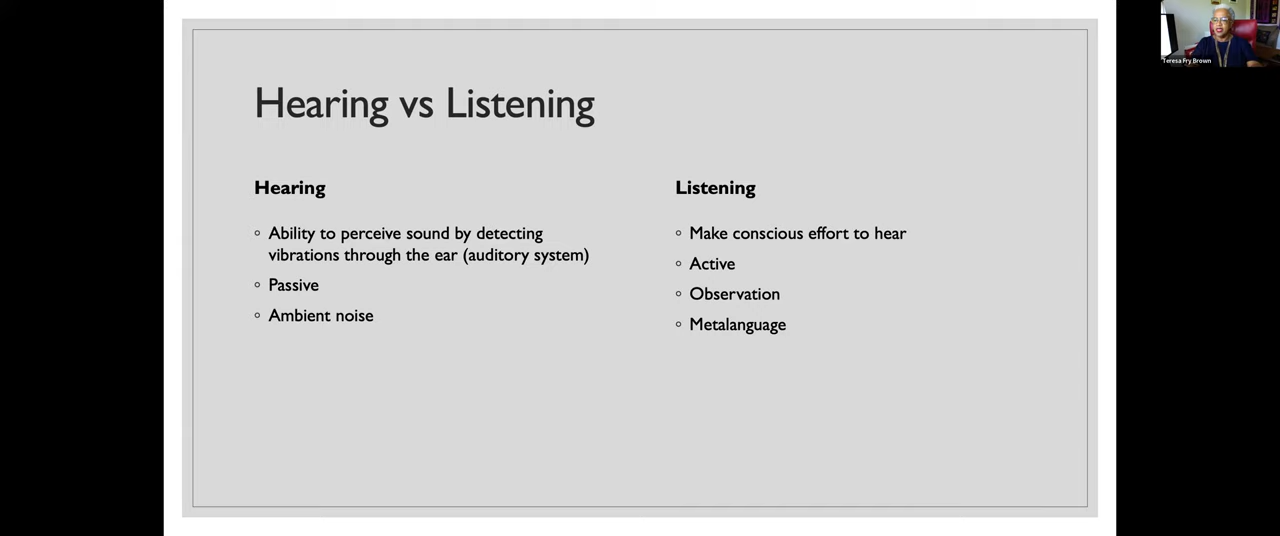 Hearing vs Listening
Hearing
◦ Ability to perceive sound by detecting
vibrations through the ear (auditory system)
◦ Passive
◦ Ambient noise
Listening
◦ Make conscious effort to hear
◦ Active
◦ Observation
◦ Metalanguage
Teresa Fry Brown